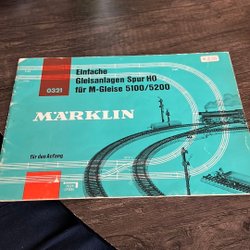 0321
Einfache
Gleisanlagen Spur HO
für M-Gleise 5100/5200
MÄRKLIN
für den Anfang